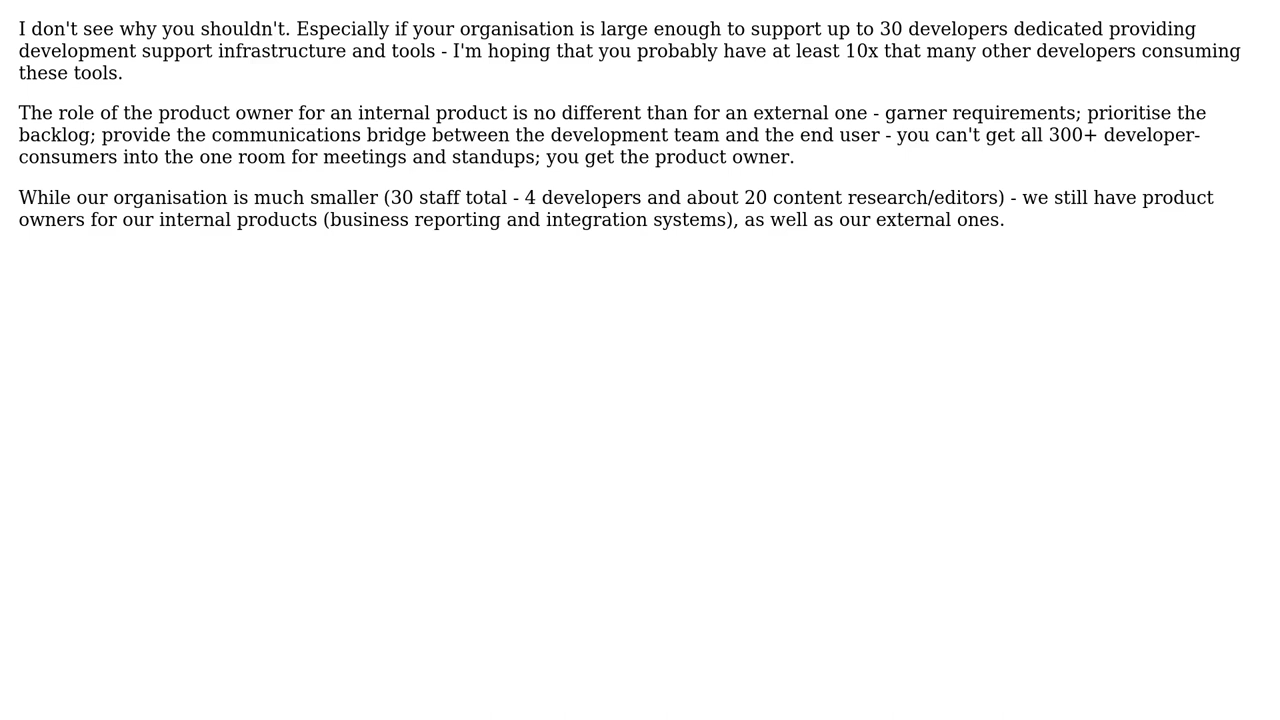 I don't see why you shouldn't. Especially if your organisation is large enough to support up to 30 developers dedicated providing
development support infrastructure and tools - I'm hoping that you probably have at least 10x that many other developers consuming
these tools.
The role of the product owner for an internal product is no different than for an external one - garner requirements; prioritise the
backlog; provide the communications bridge between the development team and the end user - you can't get all 300+ developer-
consumers into the one room for meetings and standups; you get the product owner.
While our organisation is much smaller (30 staff total - 4 developers and about 20 content research/editors) - we still have product
owners for our internal products (business reporting and integration systems), as well as our external ones.